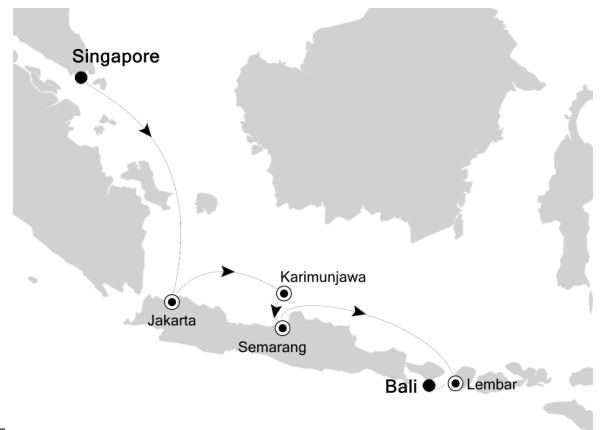 Singapore
Karimunjawa
Jakarta
Semarang
Bali
Lembar